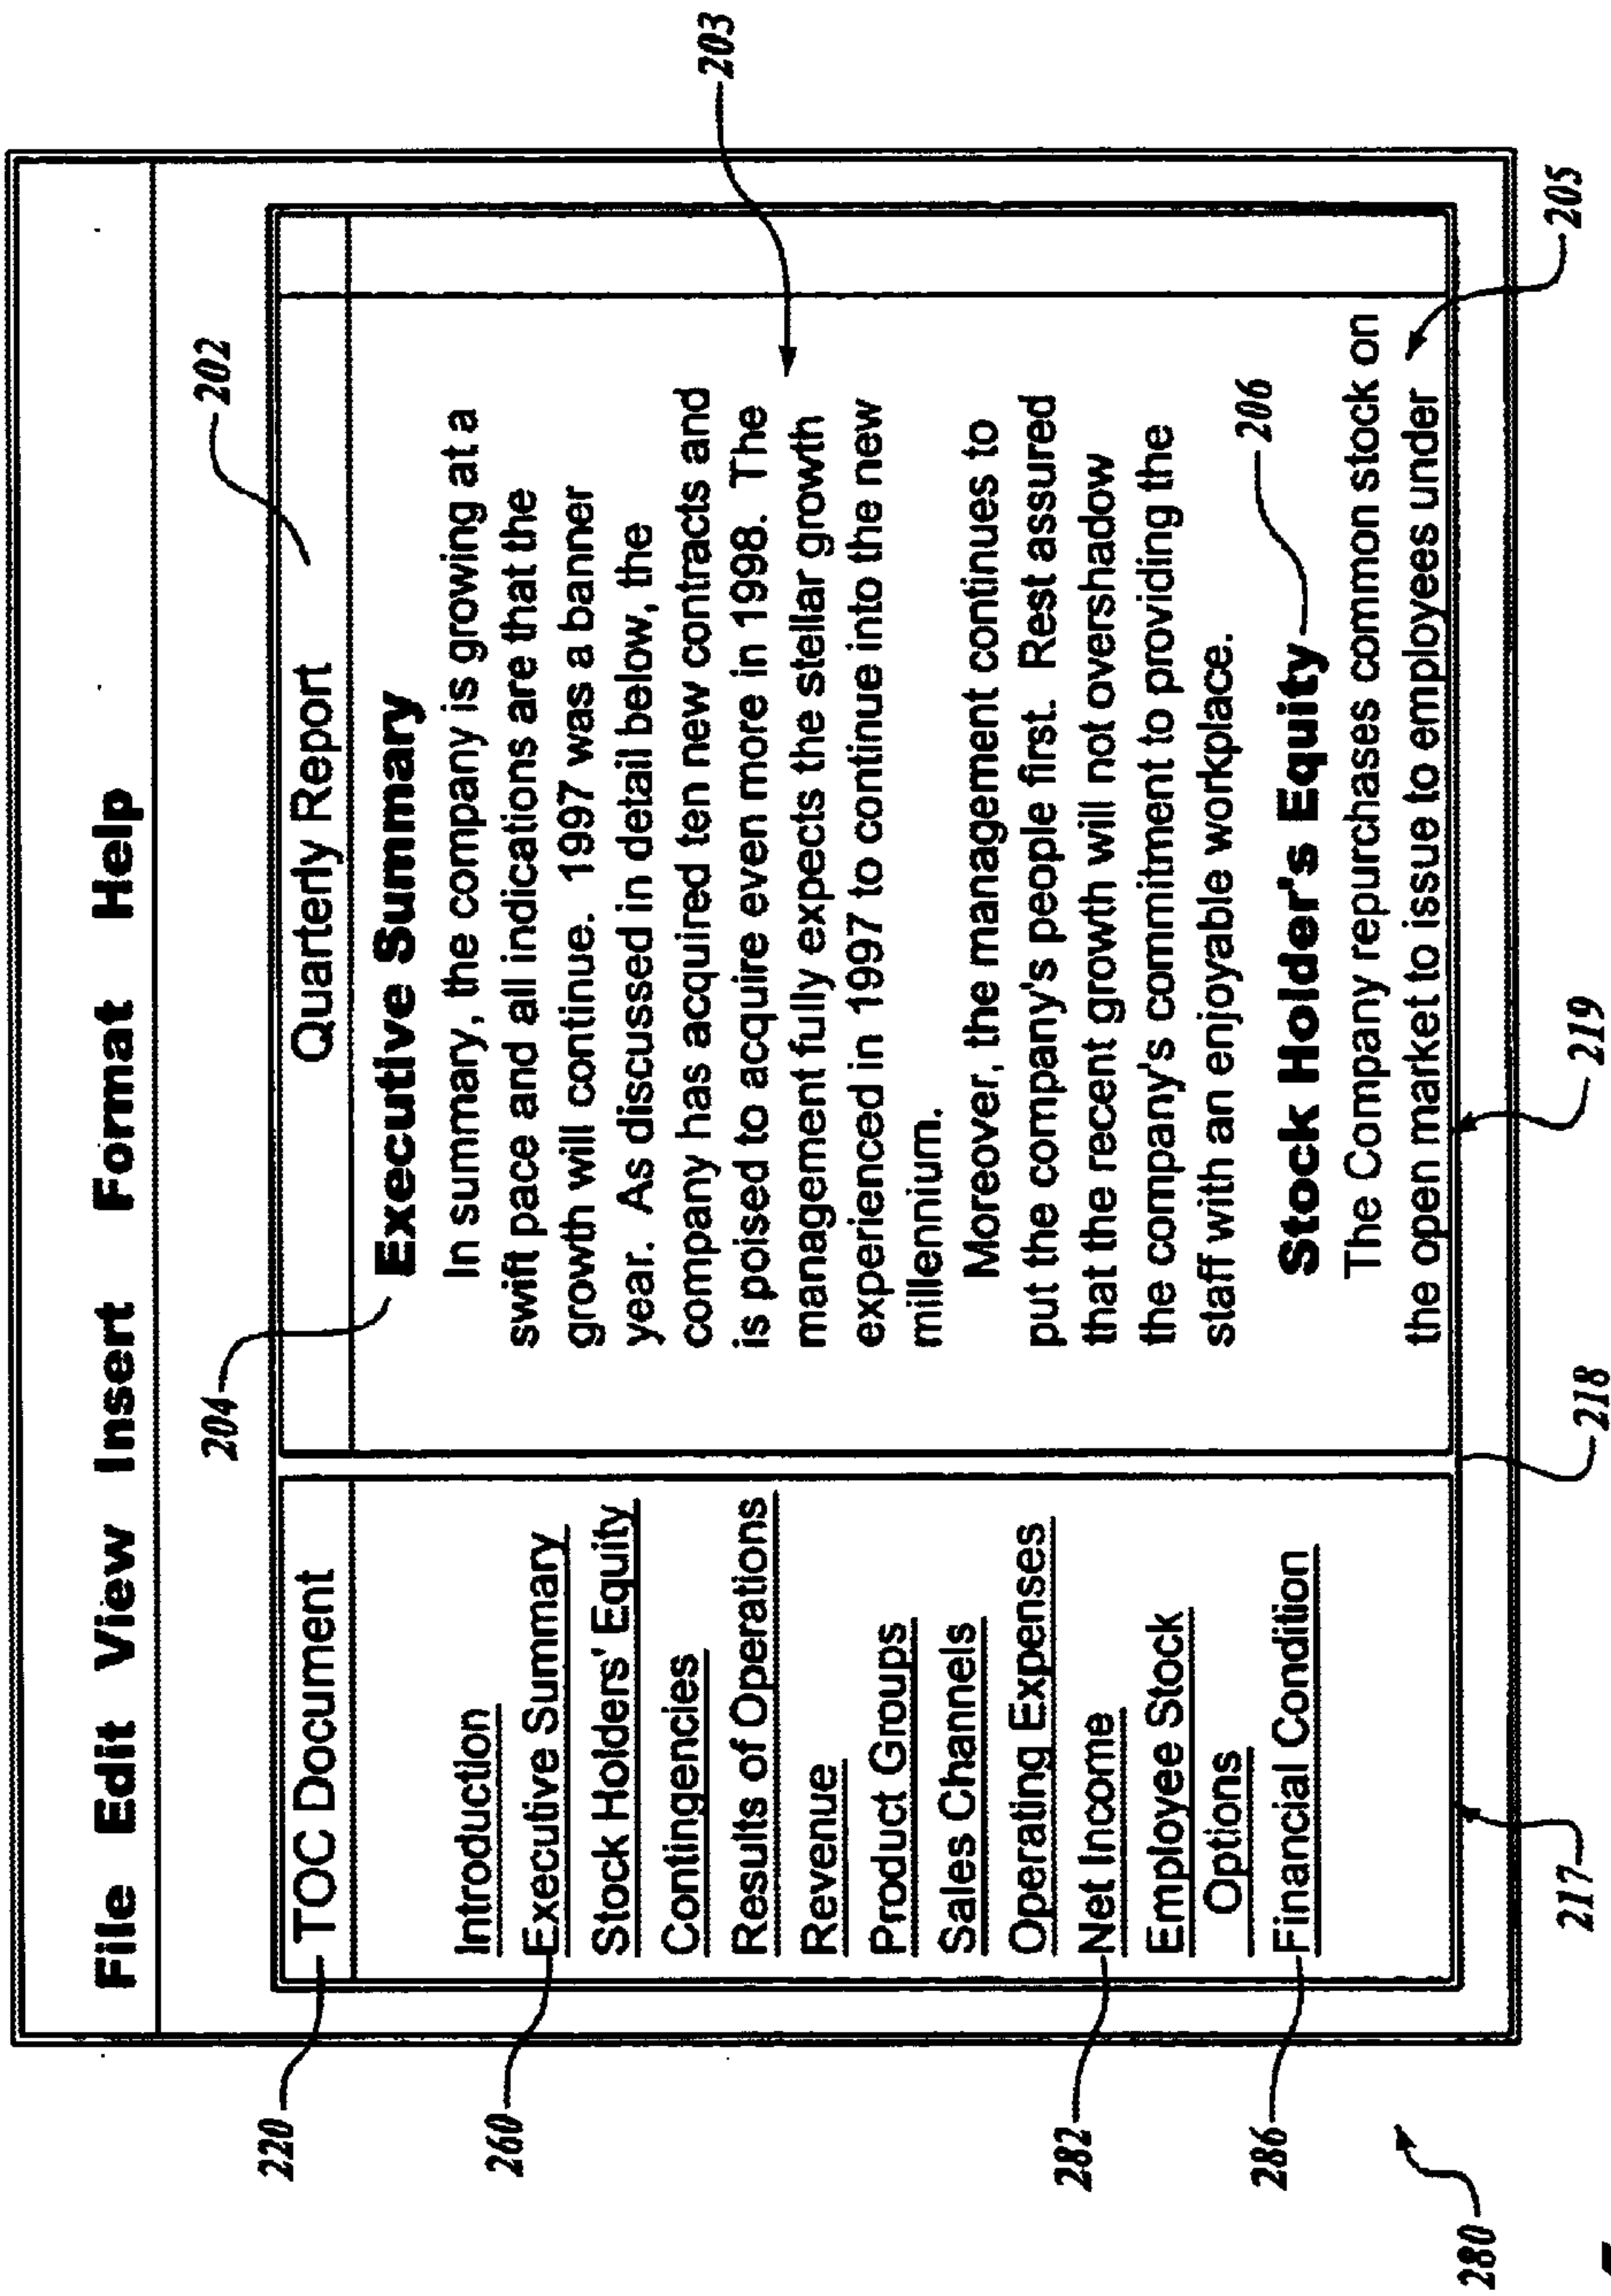 File Edit View Insert Format Help
202
204
220
TOC Document
Quarterly Report
260
Introduction
Executive Summary
Stock Holders' Equity
Contingencies
Results of Operations
Revenue
Product Groups
Sales Channels
Operating Expenses
282
Net Income
Employee Stock
Options
286
Financial Condition
Executive Summary
In summary, the company is growing at a
swift pace and all indications are that the
growth will continue. 1997 was a banner
year. As discussed in detail below, the
company has acquired ten new contracts and
is poised to acquire even more in 1998. The
management fully expects the stellar growth
experienced in 1997 to continue into the new
millennium.
203
Moreover, the management continues to
put the company's people first. Rest assured
that the recent growth will not overshadow
the company's commitment to providing the
staff with an enjoyable workplace.
206
Stock Holder's Equity
The Company repurchases common stock on
the open market to issue to employees under
205
280
217
218
219